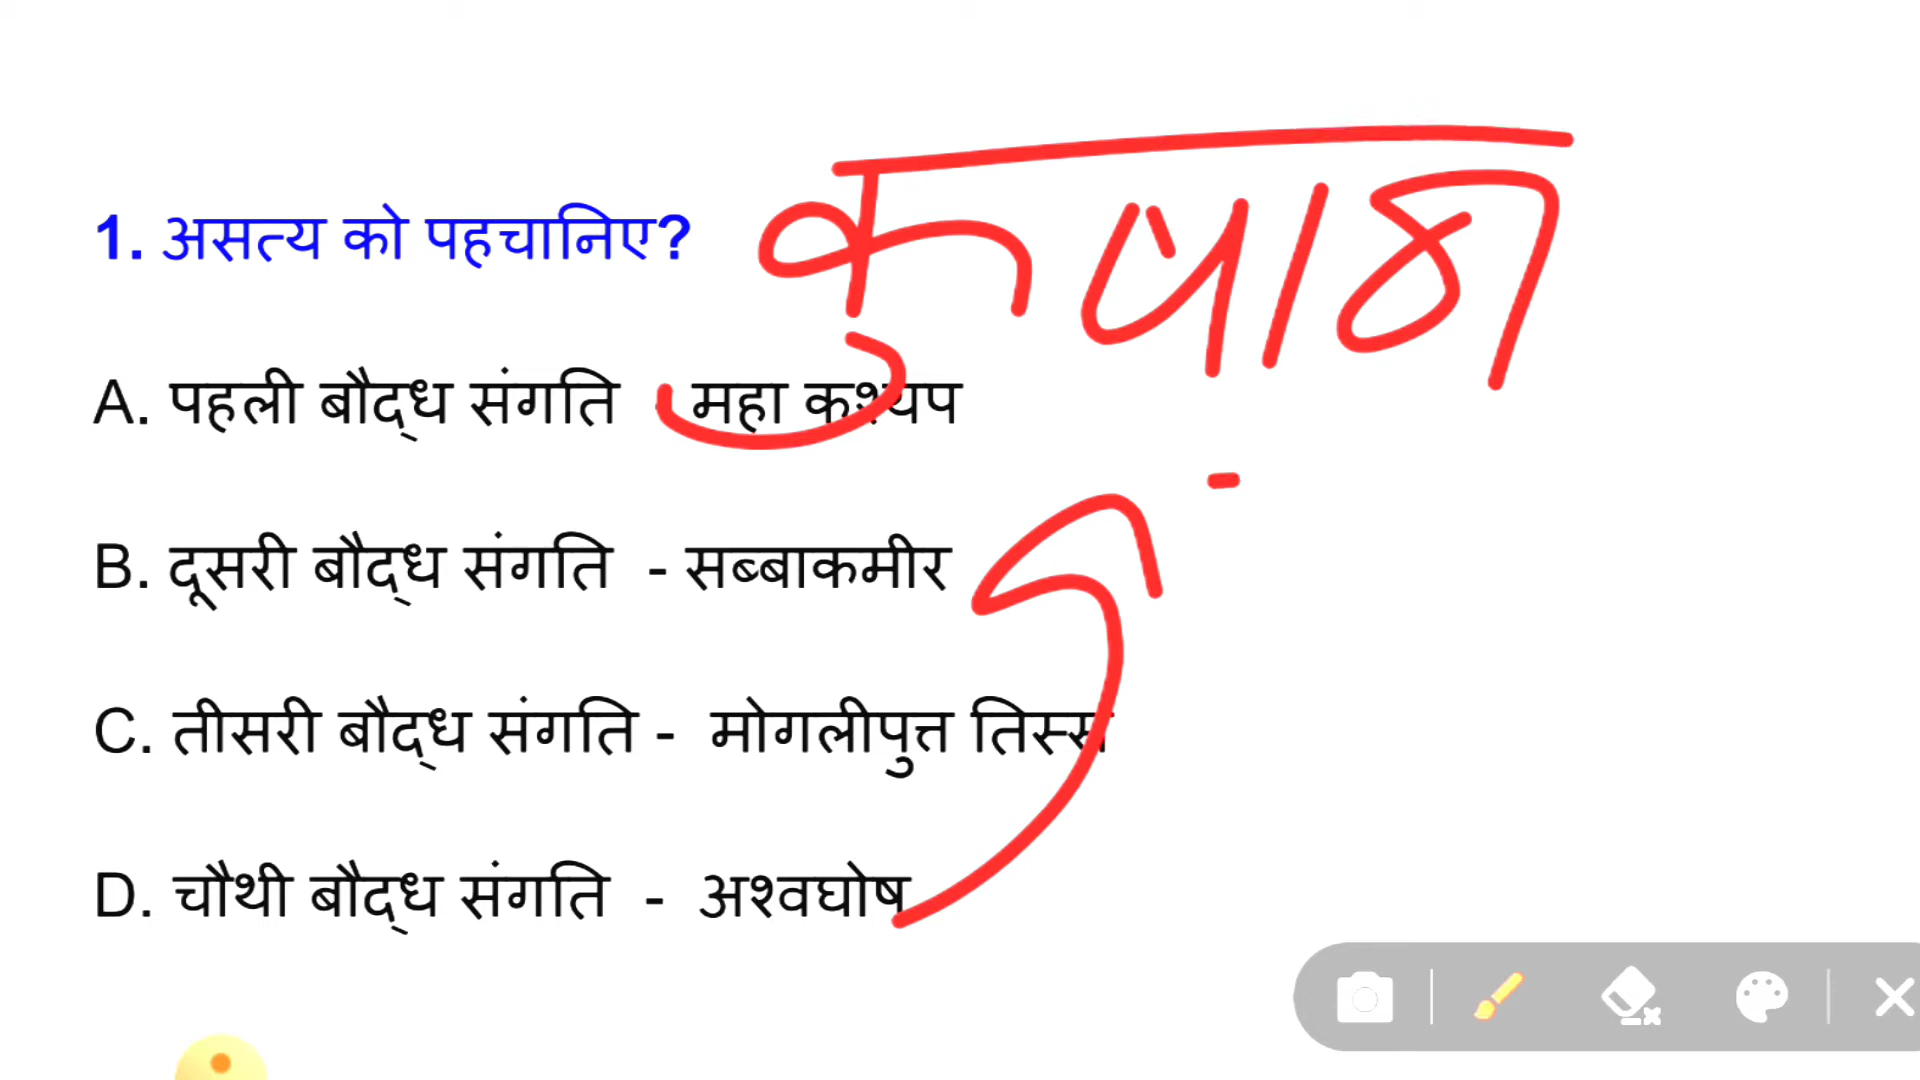 1. असत्य को पहचानिए?
कुषाण
A. पहली बौद्ध संगति - महा कश्यप
B. दूसरी बौद्ध संगति - सब्बाकमीर
C. तीसरी बौद्ध संगति - मोगलीपुत्त तिस्स
D. चौथी बौद्ध संगति - अश्वघोष